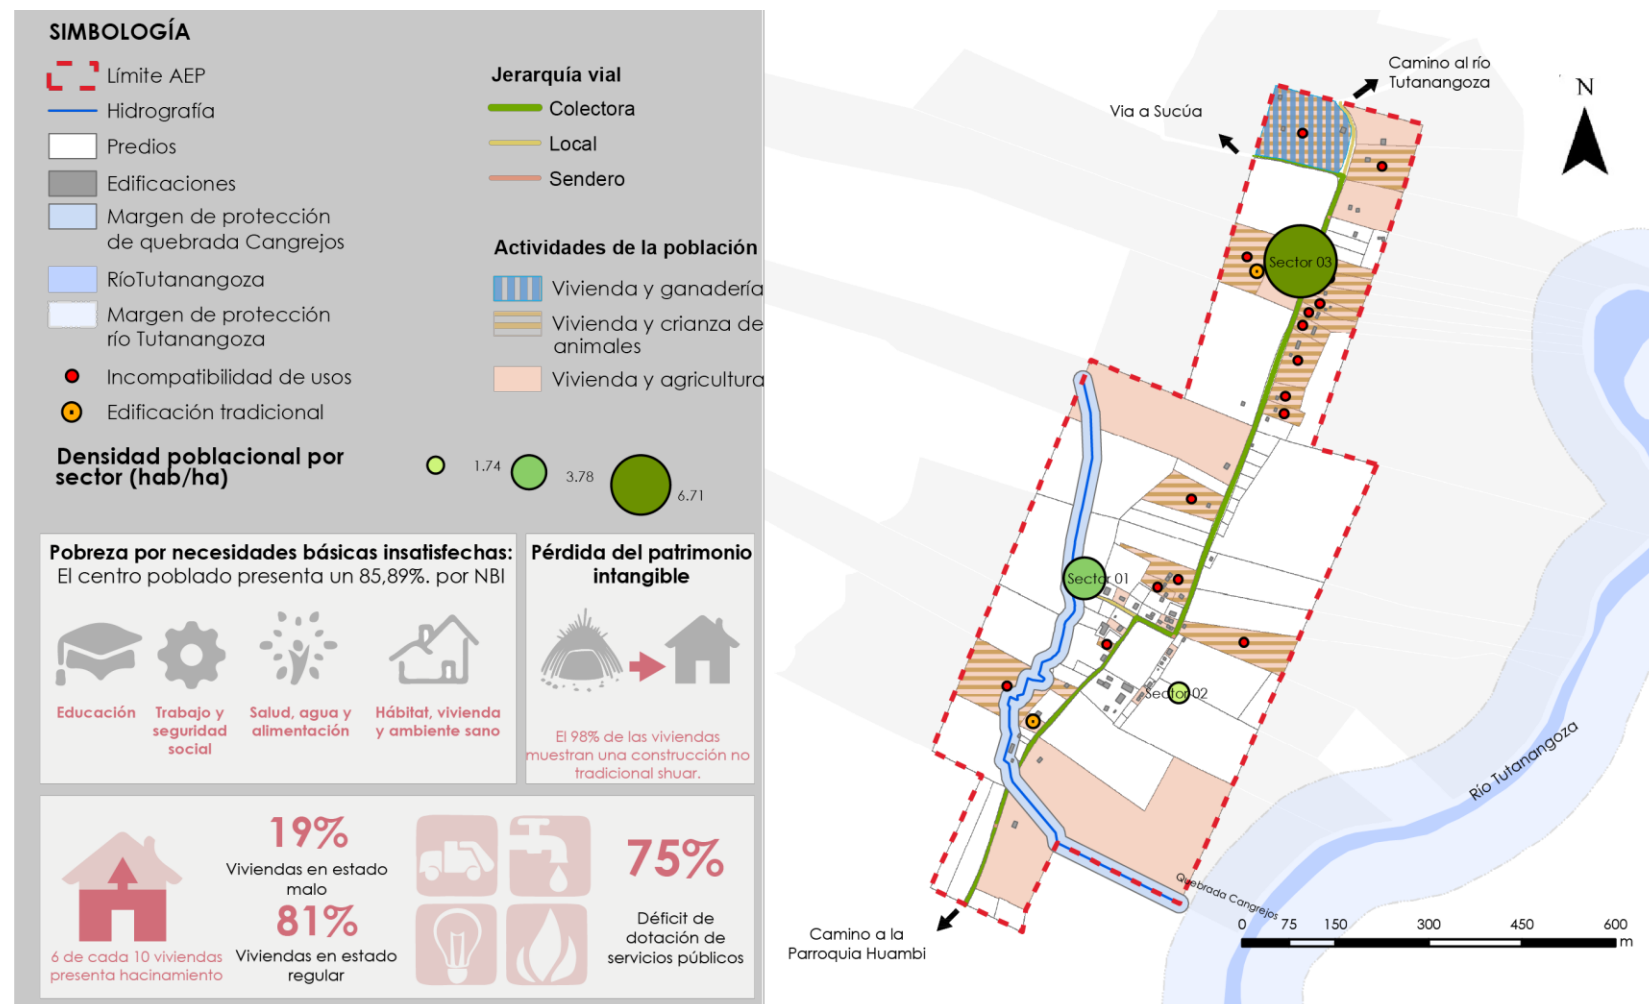 SIMBOLOGÍA
Límite AEP
Hidrografía
Predios
Edificaciones
Margen de protección
de quebrada Cangrejos
RíoTutanangoza
Margen de protección
río Tutanangoza
Incompatibilidad de usos
Edificación tradicional
Jerarquía vial
Colectora
Local
Sendero
Actividades de la población
Vivienda y ganadería
Vivienda y crianza de
animales
Vivienda y agricultura
Densidad poblacional por
sector (hab/ha)
1.74
3.78
6.71
Pobreza por necesidades básicas insatisfechas:
El centro poblado presenta un 85,89%. por NBI
Educación
Trabajo y
seguridad
social
Salud, agua y
alimentación
Hábitat, vivienda
y ambiente sano
Pérdida del patrimonio
intangible
El 98% de las viviendas
muestran una construcción no
tradicional shuar.
6 de cada 10 viviendas
presenta hacinamiento
19%
Viviendas en estado
malo
81%
Viviendas en estado
regular
75%
Déficit de
dotación de
servicios públicos
Camino al río
Tutanangoza
Via a Sucúa
N
Sector 03
Sector 01
Sector 02
Río Tutanangoza
Quebrada Cangrejos
Camino a la
Parroquia Huambi
0 75 150 300 450 600
m